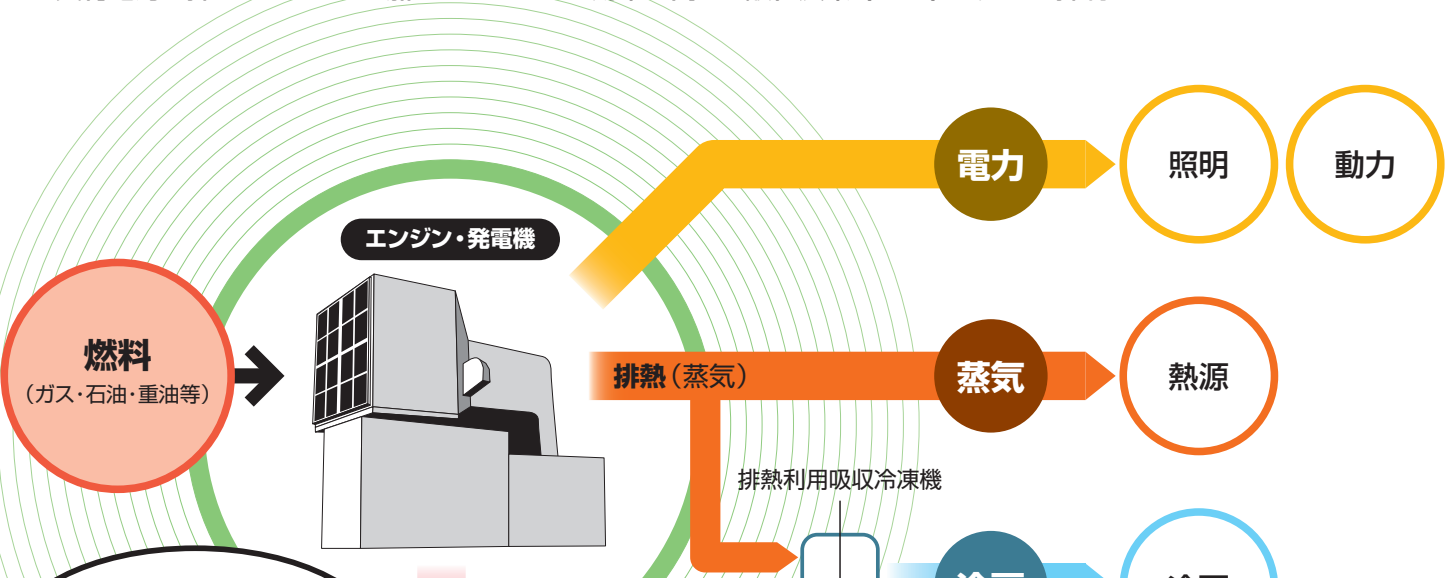 電力
照明
動力
エンジン・発電機
燃料
（ガス・石油・重油等）
排熱（蒸気）
蒸気
熱源
排熱利用吸収冷凍機